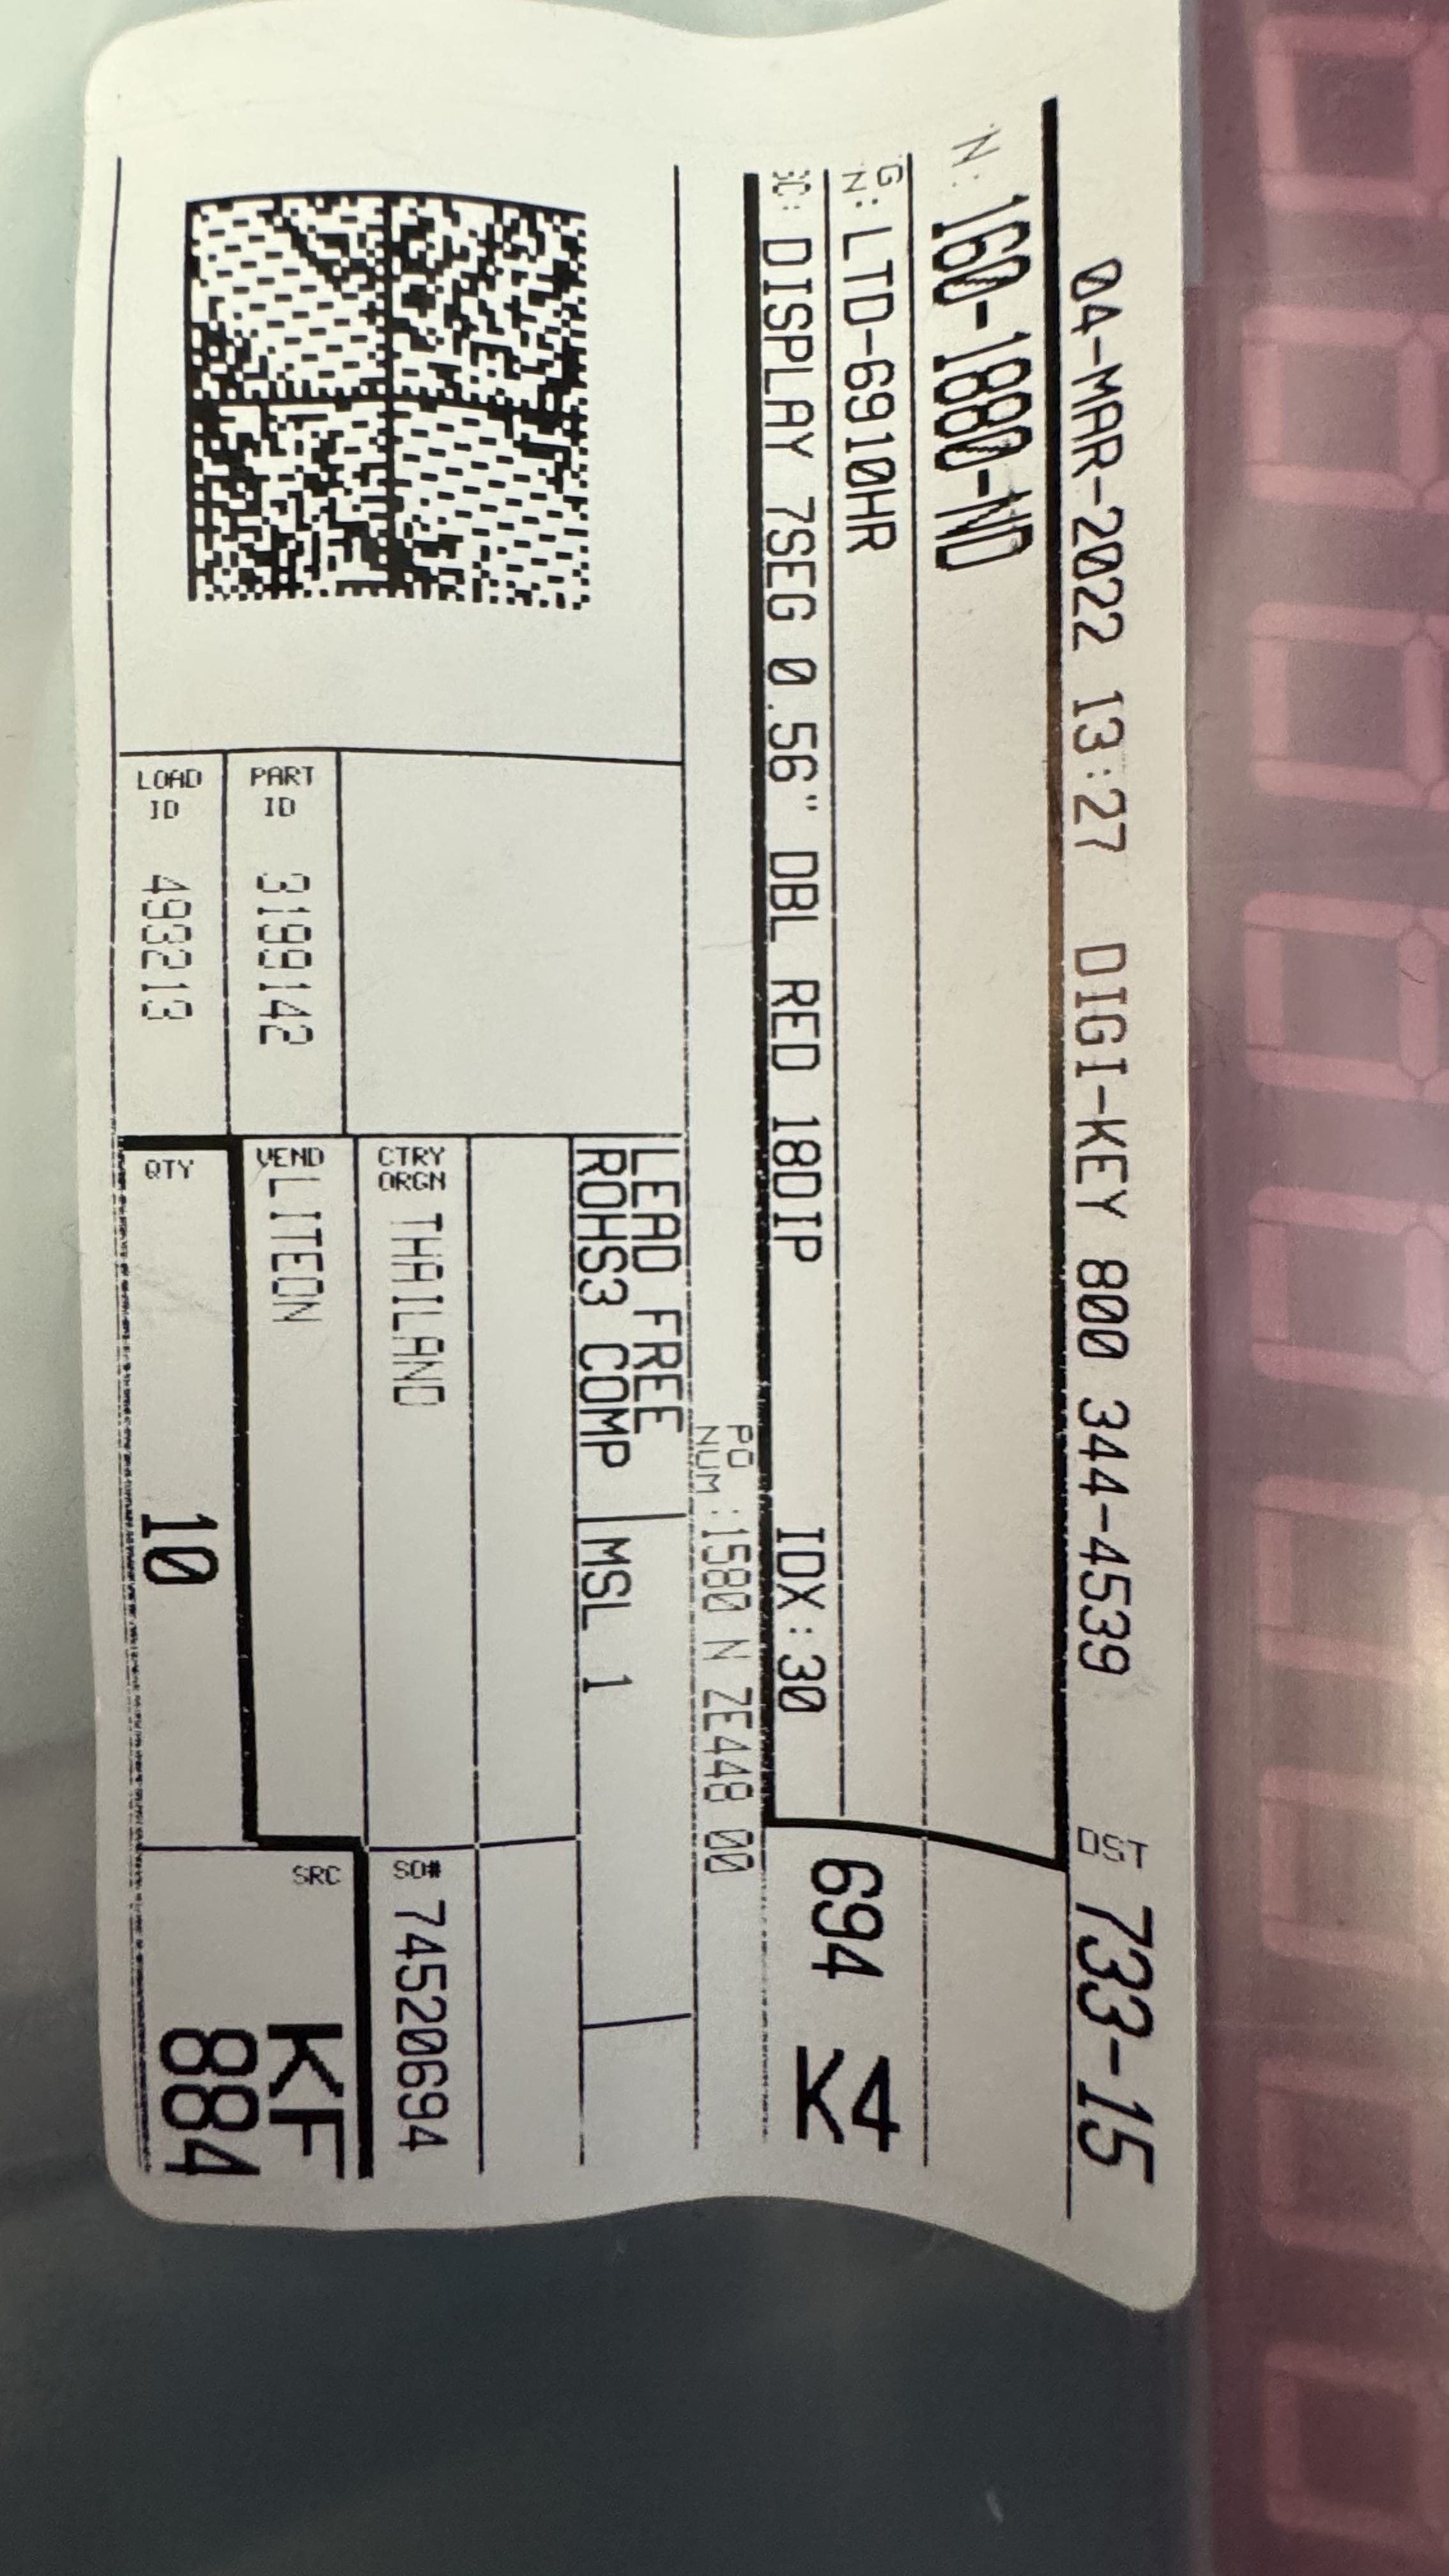 04-MAR-2022 13:27 DIGI-KEY 800 344-4539 DST 733-15
N: 160-1880-ND
G
N: LTD-6910HR
694 K4
C: DISPLAY 7SEG 0.56" DBL RED 18DIP IDX:30
PO
NUM :1580 N ZE448 00
LEAD FREE
ROHS3 COMP MSL 1
CTRY
ORGN THAILAND
SO# 74520694
PART
ID 3199142
VEND LITEON
SRC KF
884
LOAD
ID 493213
QTY 10